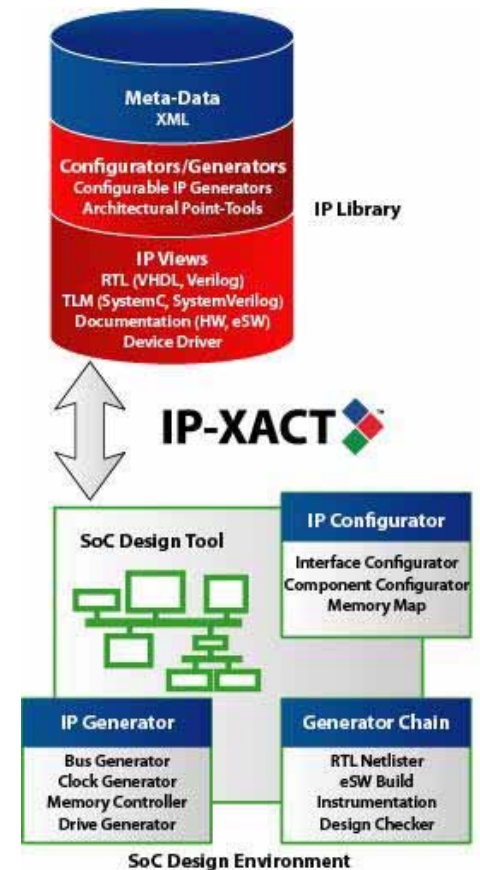 Meta-Data
XML
Configurators/Generators
Configurable IP Generators
Architectural Point-Tools
IP Library
IP Views
RTL (VHDL, Verilog)
TLM (SystemC, SystemVerilog)
Documentation (HW, eSW)
Device Driver
IP-XACT™
SoC Design Tool
IP Configurator
Interface Configurator
Component Configurator
Memory Map
IP Generator
Bus Generator
Clock Generator
Memory Controller
Drive Generator
Generator Chain
RTL Netlister
eSW Build
Instrumentation
Design Checker
SoC Design Environment